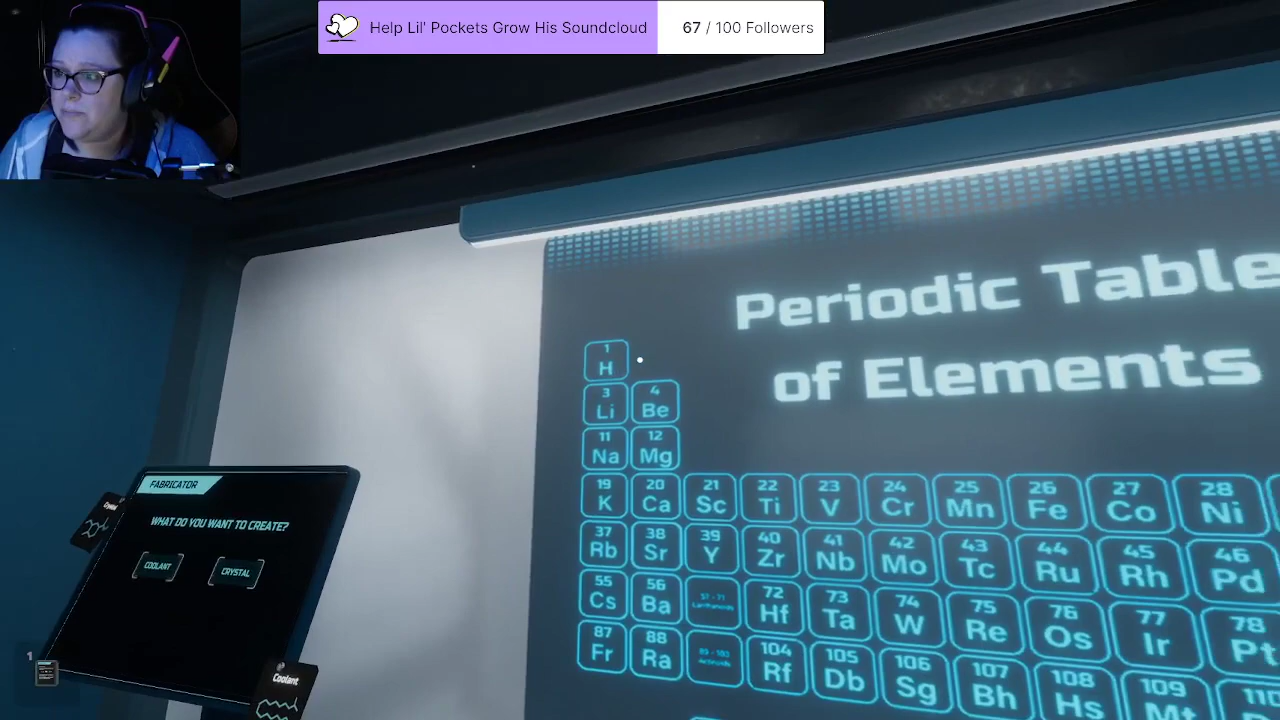 Help Lil' Pockets Grow His Soundcloud 67 / 100 Followers
Periodic Table
of Elements
1
H
3 4
Li Be
11 12
Na Mg
19 20 21 22 23 24 25 26 27 28
K Ca Sc Ti V Cr Mn Fe Co Ni
37 38 39 40 41 42 43 44 45 46
Rb Sr Y Zr Nb Mo Tc Ru Rh Pd
55 56 72 73 74 75 76 77 78
Cs Ba Hf Ta W Re Os Ir Pt
87 88 104 105 106 107 108 109 110
Fr Ra Rf Db Sg Bh Hs Mt
FABRICATOR
WHAT DO YOU WANT TO CREATE?
COOLANT CRYSTAL
Crystal
Coolant
1